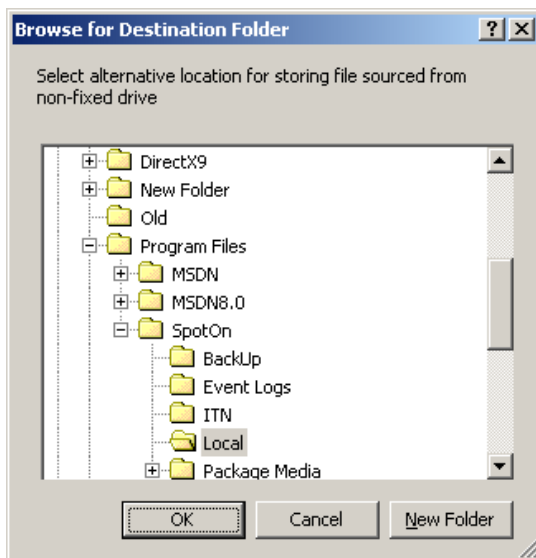 Browse for Destination Folder
Select alternative location for storing file sourced from
non-fixed drive
DirectX9
New Folder
Old
Program Files
MSDN
MSDN8.0
SpotOn
BackUp
Event Logs
ITN
Local
Package Media
OK Cancel New Folder